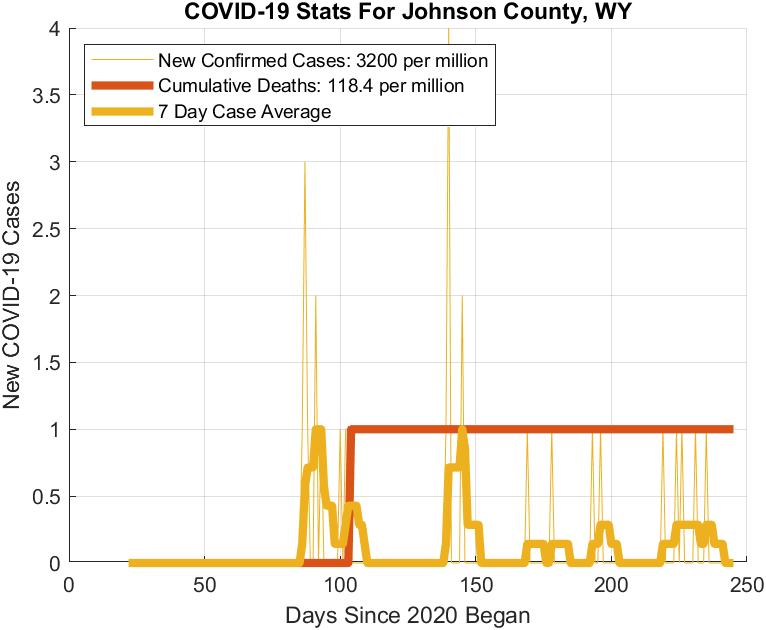 COVID-19 Stats For Johnson County, WY
New Confirmed Cases: 3200 per million
Cumulative Deaths: 118.4 per million
7 Day Case Average
New COVID-19 Cases
4
3.5
3
2.5
2
1.5
1
0.5
0
0 50 100 150 200 250
Days Since 2020 Began